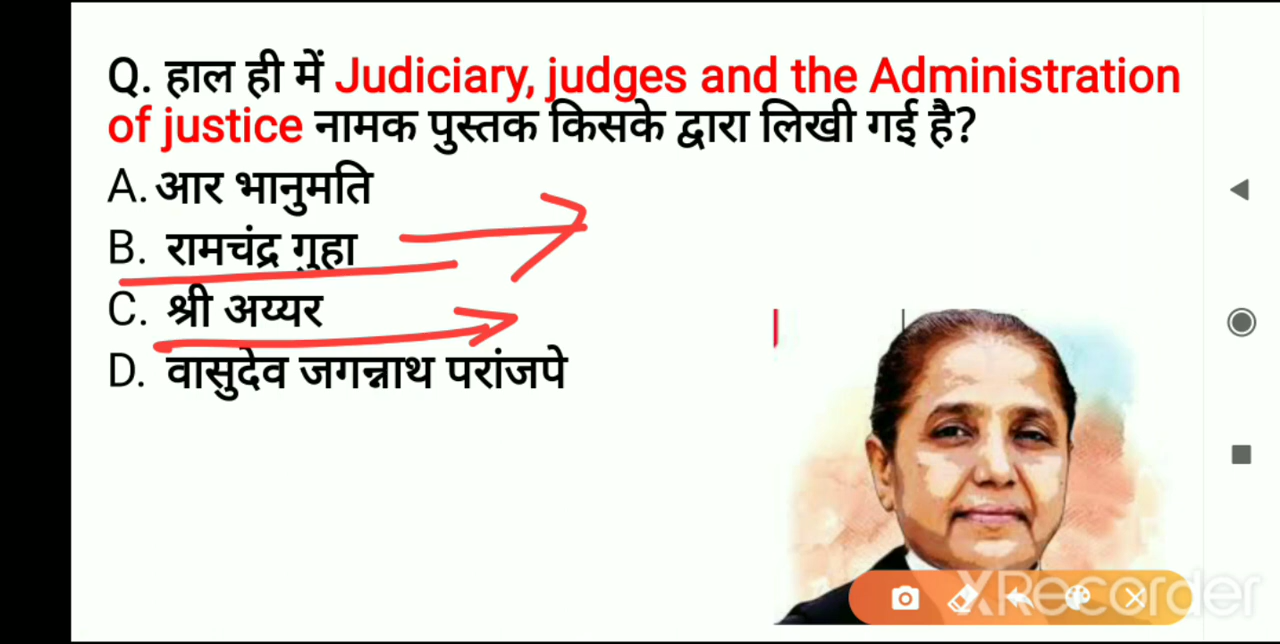 Q. हाल ही में Judiciary, judges and the Administration
of justice नामक पुस्तक किसके द्वारा लिखी गई है?
A. आर भानुमति
B. रामचंद्र गुहा
C. श्री अय्यर
D. वासुदेव जगन्नाथ परांजपे
XRecorder